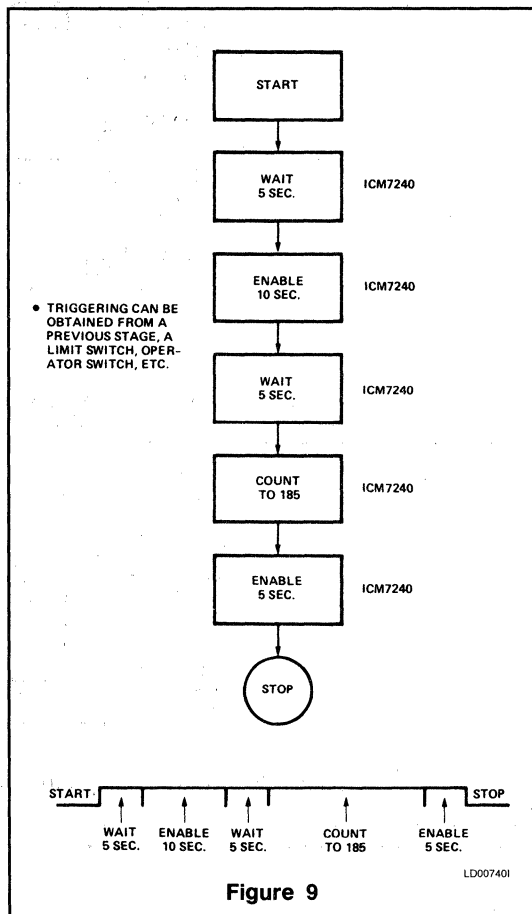 START
WAIT
5 SEC.
ICM7240
ENABLE
10 SEC.
ICM7240
• TRIGGERING CAN BE
OBTAINED FROM A
PREVIOUS STAGE, A
LIMIT SWITCH, OPER-
ATOR SWITCH, ETC.
WAIT
5 SEC.
ICM7240
COUNT
TO 185
ICM7240
ENABLE
5 SEC.
ICM7240
STOP
START
STOP
WAIT
5 SEC.
ENABLE
10 SEC.
WAIT
5 SEC.
COUNT
TO 185
ENABLE
5 SEC.
LD00740I
Figure 9